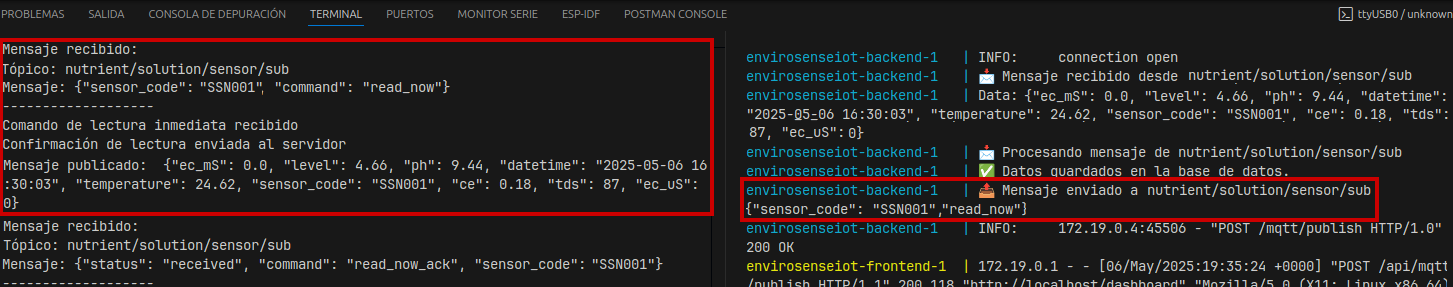 PROBLEMAS SALIDA CONSOLA DE DEPURACIÓN TERMINAL PUERTOS MONITOR SERIE ESP-IDF POSTMAN CONSOLE ttyUSB0 / unknown
Mensaje recibido:
Tópico: nutrient/solution/sensor/sub
Mensaje: {"sensor_code": "SSN001", "command": "read_now"}
-------------------
Comando de lectura inmediata recibido
Confirmación de lectura enviada al servidor
Mensaje publicado:  {"ec_mS": 0.0, "level": 4.66, "ph": 9.44, "datetime": "2025-05-06 16
:30:03", "temperature": 24.62, "sensor_code": "SSN001", "ce": 0.18, "tds": 87, "ec_uS":
0}
Mensaje recibido:
Tópico: nutrient/solution/sensor/sub
Mensaje: {"status": "received", "command": "read_now_ack", "sensor_code": "SSN001"}
-------------------
envirosenseiot-backend-1   | INFO:     connection open
envirosenseiot-backend-1   | 📩 Mensaje recibido desde nutrient/solution/sensor/sub
envirosenseiot-backend-1   | Data: {"ec_mS": 0.0, "level": 4.66, "ph": 9.44, "datetime":
"2025-05-06 16:30:03", "temperature": 24.62, "sensor_code": "SSN001", "ce": 0.18, "tds":
87, "ec_uS": 0}
envirosenseiot-backend-1   | 📩 Procesando mensaje de nutrient/solution/sensor/sub
envirosenseiot-backend-1   | ✅ Datos guardados en la base de datos.
envirosenseiot-backend-1   | 📤 Mensaje enviado a nutrient/solution/sensor/sub
{"sensor_code": "SSN001","read_now"}
envirosenseiot-backend-1   | INFO:     172.19.0.4:45506 - "POST /mqtt/publish HTTP/1.0"
200 OK
envirosenseiot-frontend-1  | 172.19.0.1 - - [06/May/2025:19:35:24 +0000] "POST /api/mqtt
/publish HTTP/1.1" 200 118 "http://localhost/dashboard" "Mozilla/5.0 (X11; Linux x86_64)